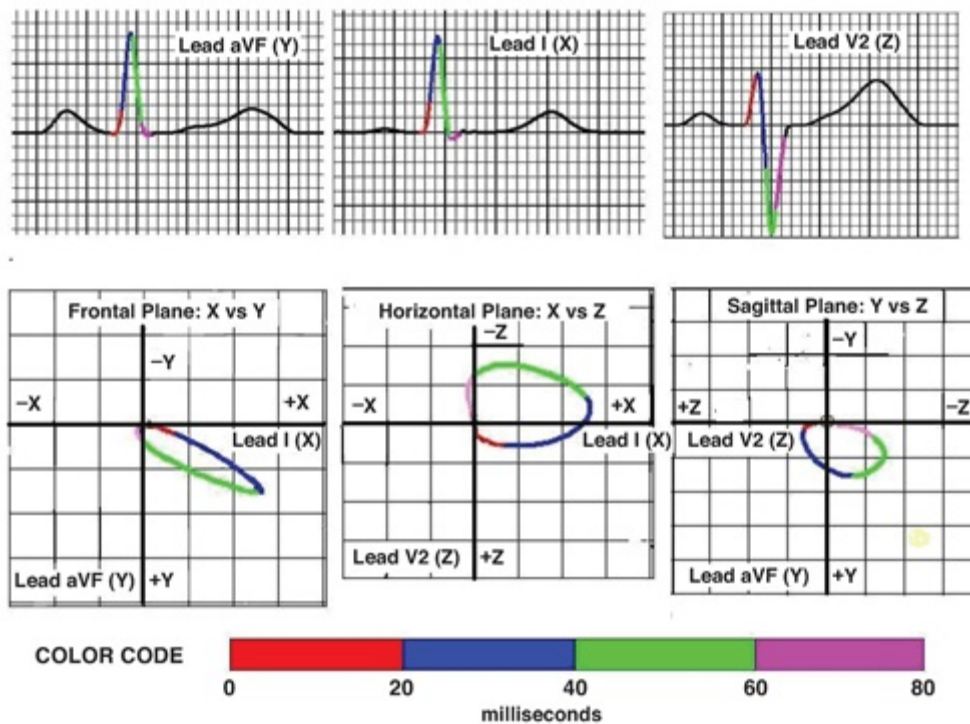 Lead aVF (Y)
Lead I (X)
Lead V2 (Z)
Frontal Plane: X vs Y
–Y
–X
+X
Lead I (X)
Lead aVF (Y)
+Y
Horizontal Plane: X vs Z
–Z
–X
+X
Lead I (X)
Lead V2 (Z)
+Z
Sagittal Plane: Y vs Z
–Y
+Z
–Z
Lead V2 (Z)
Lead aVF (Y)
+Y
COLOR CODE
0 20 40 60 80
milliseconds